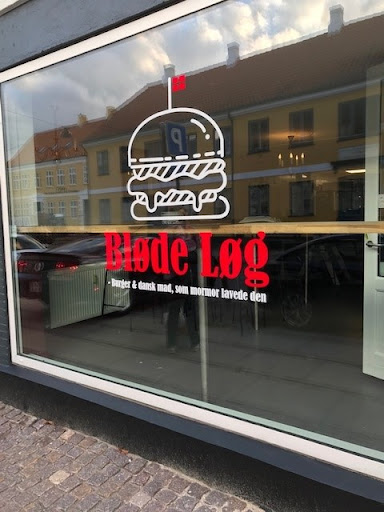 P
Bløde Løg
- Burger & dansk mad, som mormor lavede den